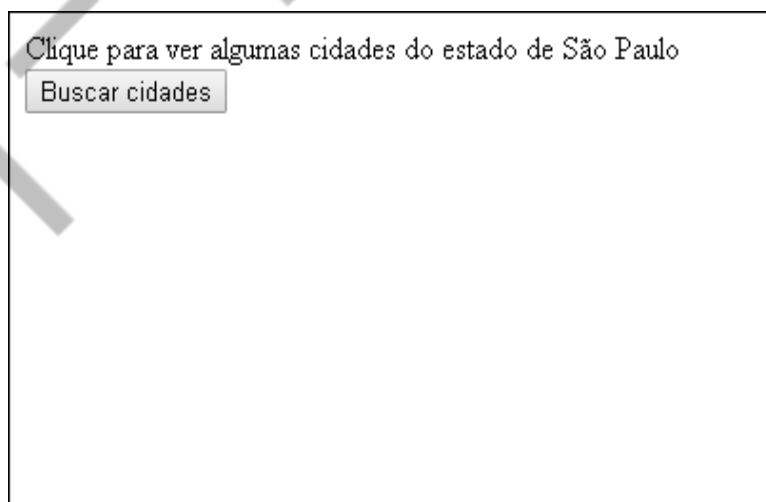 Clique para ver algumas cidades do estado de São Paulo
Buscar cidades